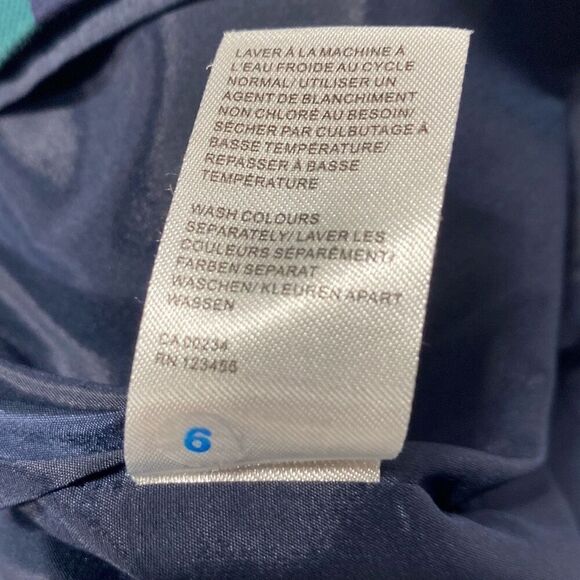 LAVER À LA MACHINE À
L'EAU FROIDE AU CYCLE
NORMAL/ UTILISER UN
AGENT DE BLANCHIMENT
NON CHLORÉ AU BESOIN/
SÉCHER PAR CULBUTAGE À
BASSE TEMPÉRATURE/
REPASSER À BASSE
TEMPÉRATURE
WASH COLOURS
SEPARATELY/ LAVER LES
COULEURS SÉPARÉMENT/
FARBEN SEPARAT
WASCHEN/ KLEUREN APART
WASSEN
CA 00234
RN 123456
6